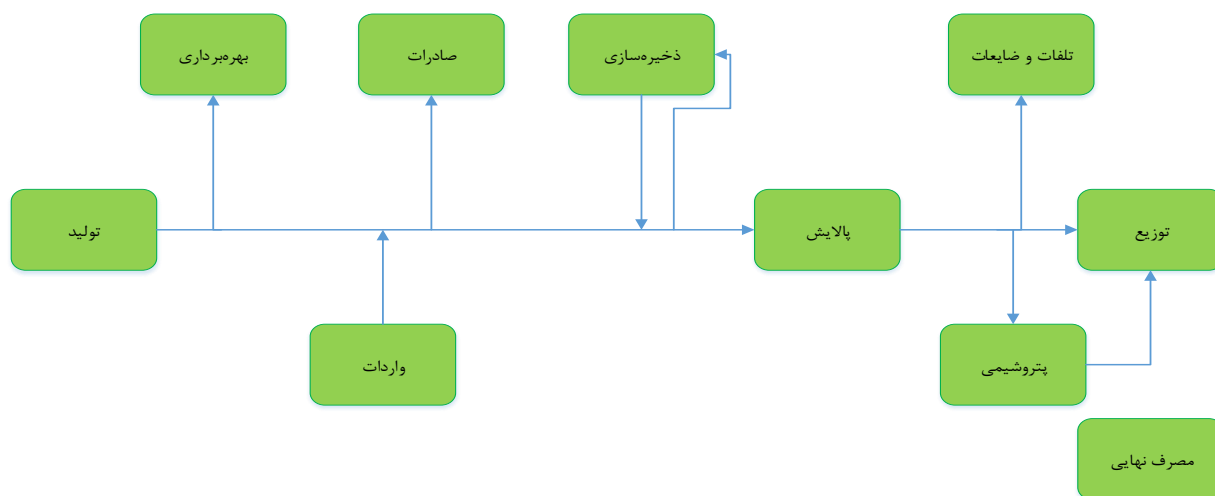 تلفات و ضایعات
ذخیره‌سازی
صادرات
بهره‌برداری
توزیع
پالایش
تولید
پتروشیمی
واردات
مصرف نهایی